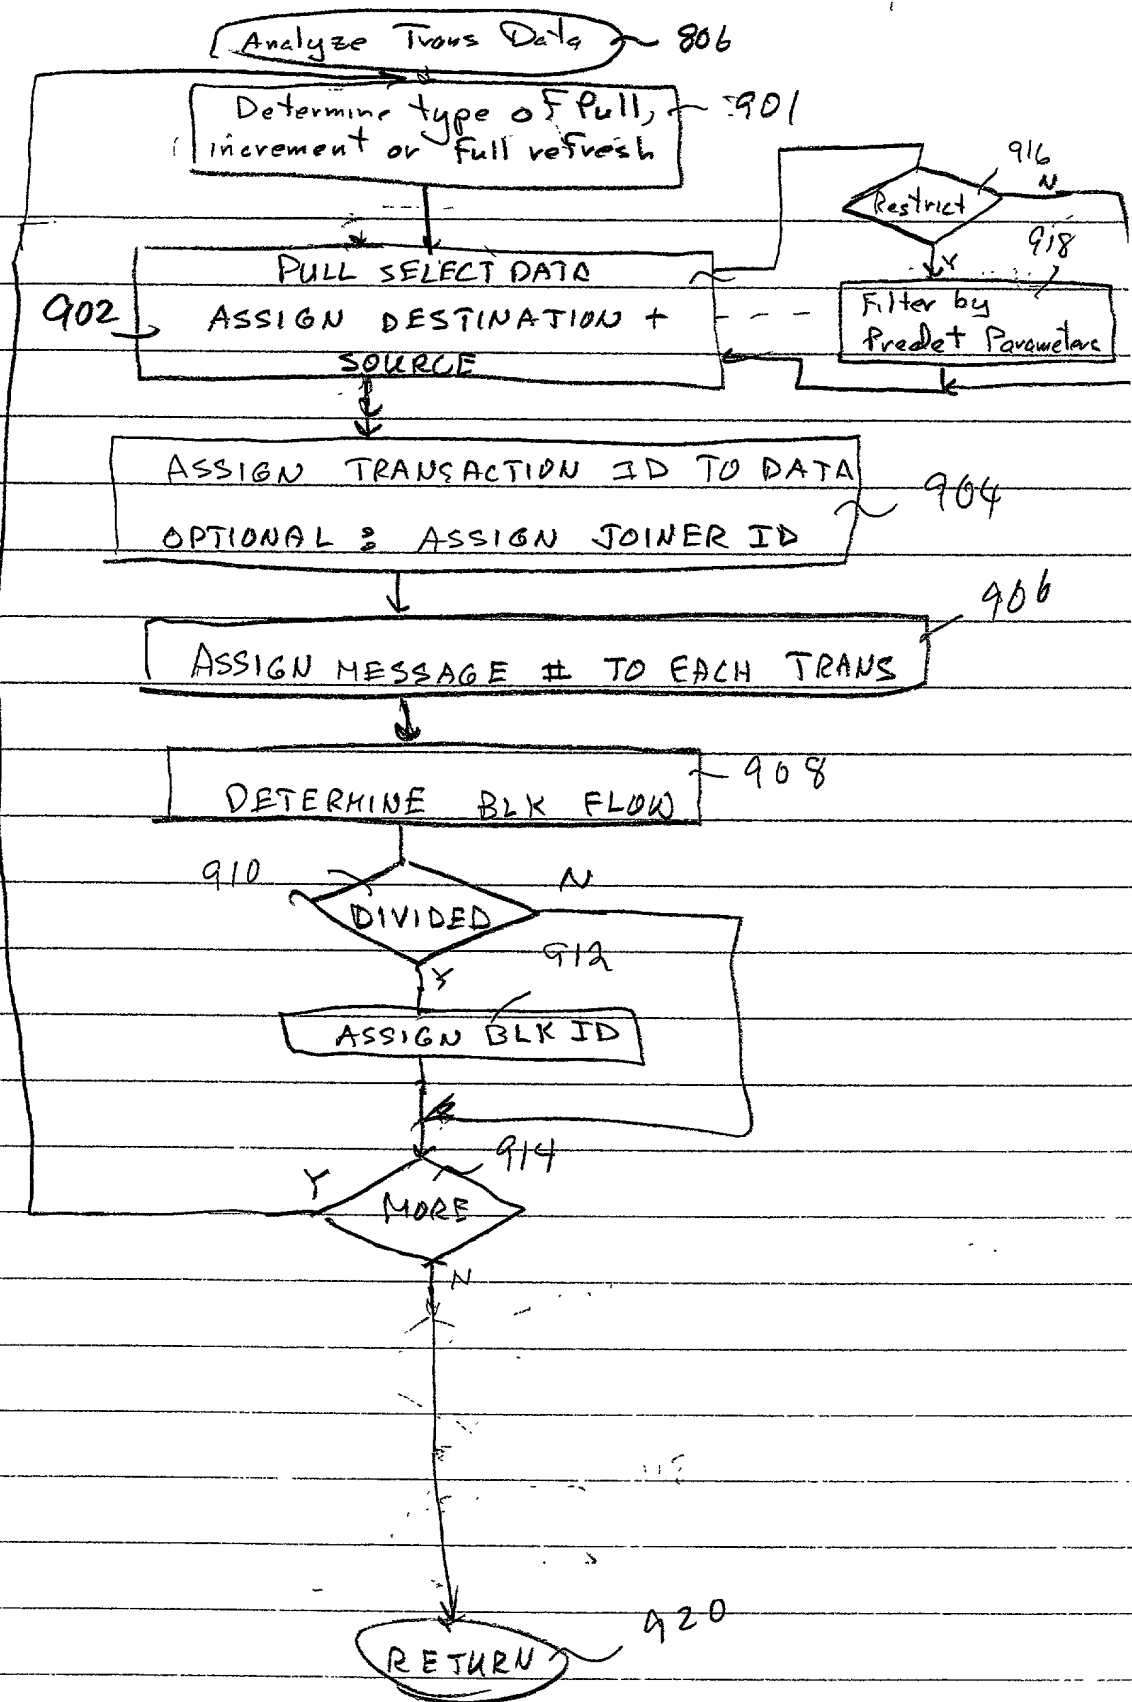 Analyze Trans Data 806
Determine type of Pull, 901
increment or full refresh
916
Restrict N
Y 918
PULL SELECT DATA
902 ASSIGN DESTINATION +
SOURCE
Filter by
Predet Parameters
ASSIGN TRANSACTION ID TO DATA
904
OPTIONAL : ASSIGN JOINER ID
906
ASSIGN MESSAGE # TO EACH TRANS
908
DETERMINE BLK FLOW
910 N
DIVIDED
912
Y
ASSIGN BLK ID
914
Y
MORE
N
920
RETURN